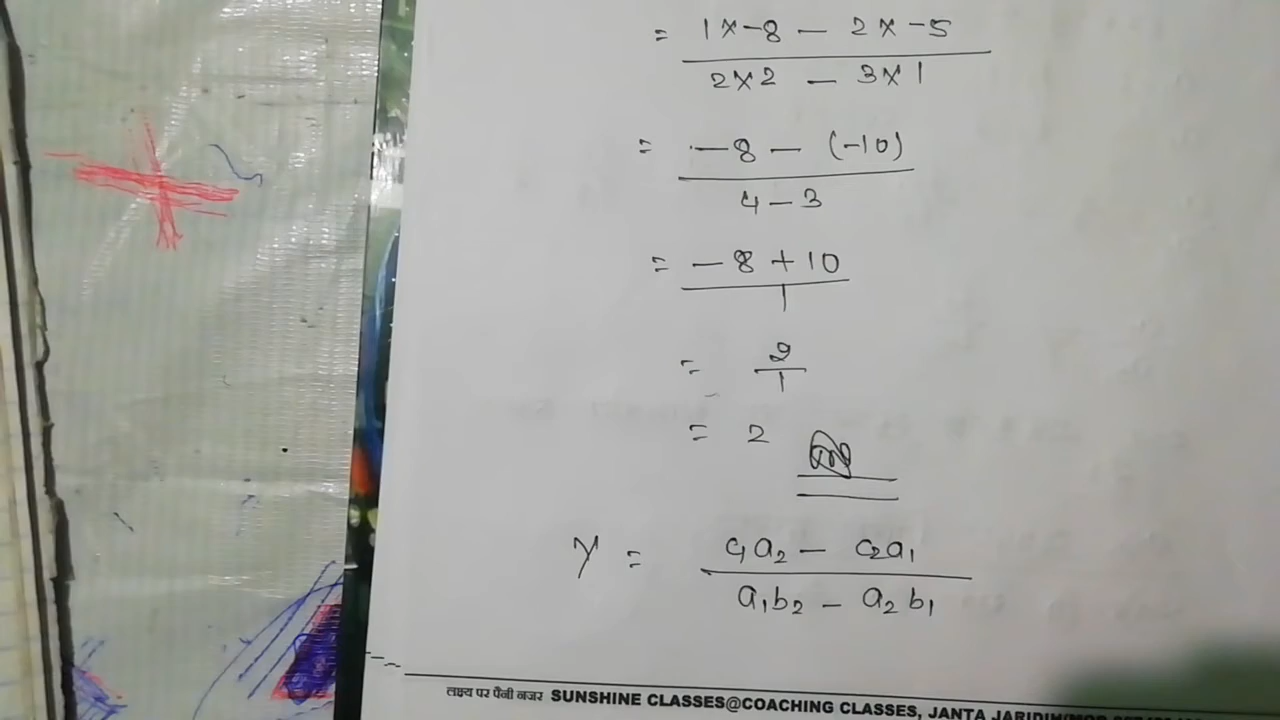 = 1×-8 - 2×-5
2×2 - 3×1
= -8 - (-10)
4 - 3
= -8 + 10
1
= 2
1
= 2
Y = c₁a₂ - c₂a₁
a₁b₂ - a₂b₁
लक्ष्य पर पैनी नजर SUNSHINE CLASSES@COACHING CLASSES, JANTA